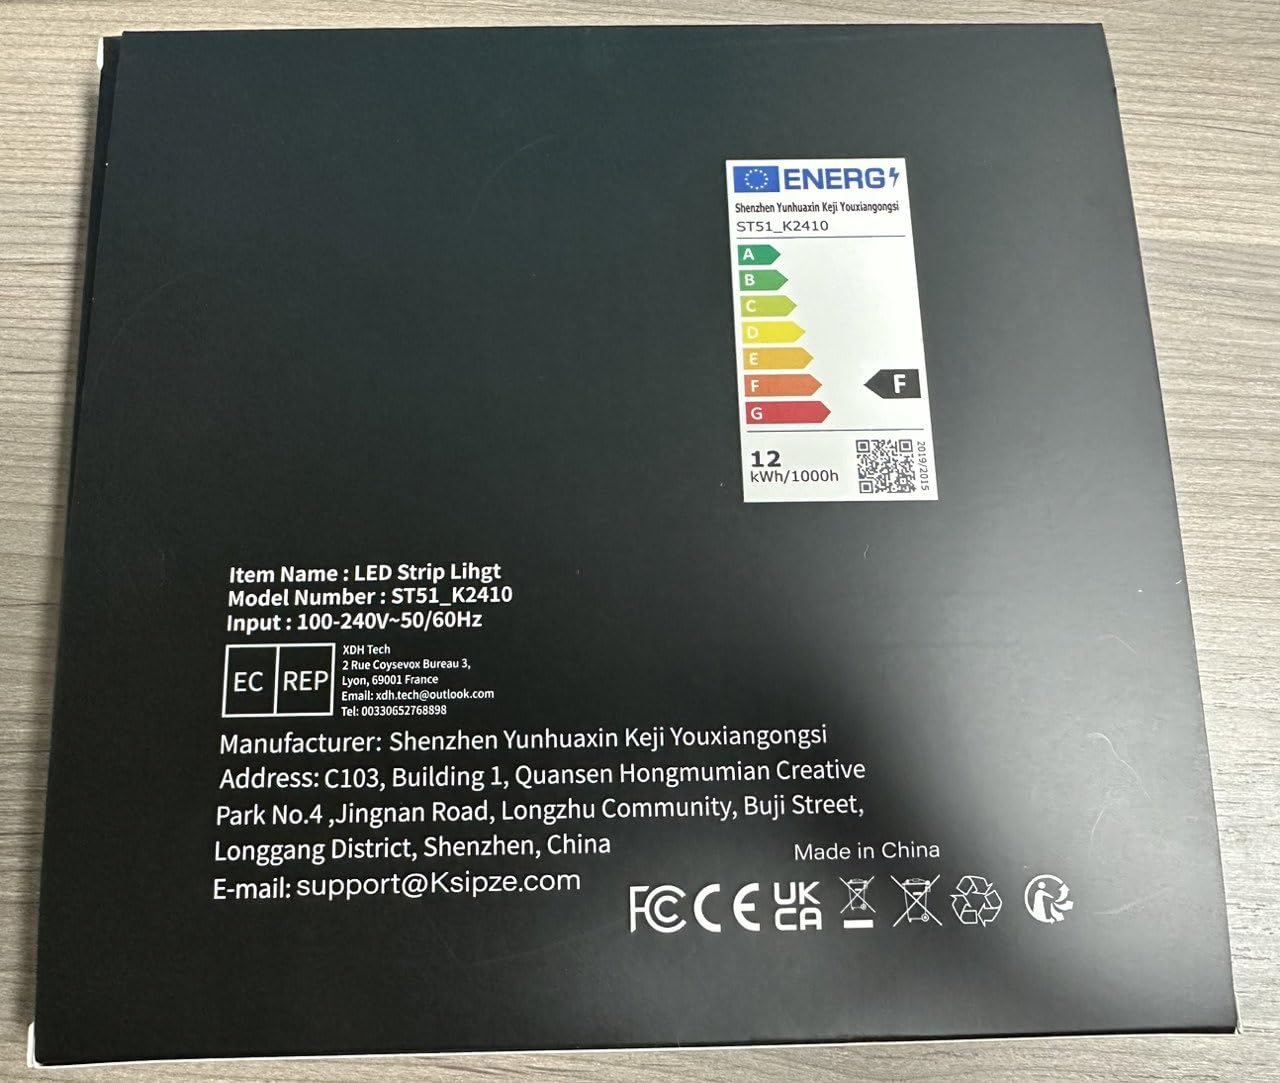 ENERG
Shenzhen Yunhuaxin Keji Youxiangongsi
ST51_K2410
A
B
C
D
E
F
F
G
12
kWh/1000h
2019/2015
Item Name : LED Strip Lihgt
Model Number : ST51_K2410
Input : 100-240V~50/60Hz
EC REP
XDH Tech
2 Rue Coysevox Bureau 3,
Lyon, 69001 France
Email: xdh.tech@outlook.com
Tel: 00330652768898
Manufacturer: Shenzhen Yunhuaxin Keji Youxiangongsi
Address: C103, Building 1, Quansen Hongmumian Creative
Park No.4 ,Jingnan Road, Longzhu Community, Buji Street,
Longgang District, Shenzhen, China
E-mail: support@Ksipze.com
Made in China
FC CE UK
CA